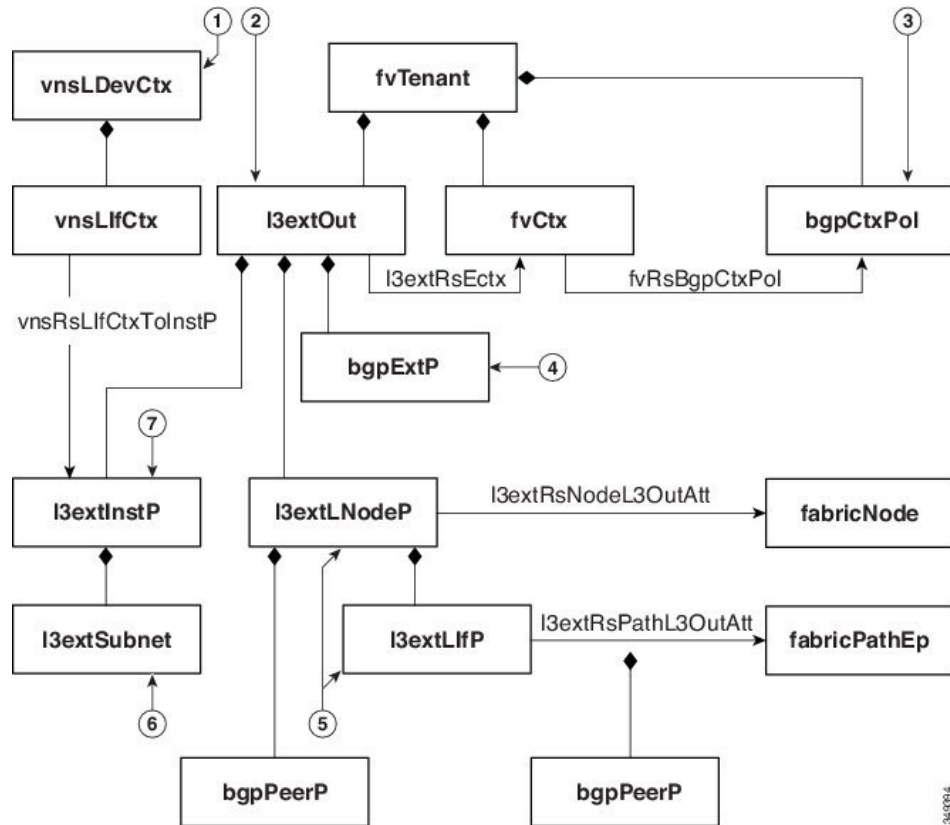 1
2
3
vnsLDevCtx
fvTenant
vnsLIfCtx
l3extOut
fvCtx
bgpCtxPol
l3extRsEctx
fvRsBgpCtxPol
vnsRsLIfCtxToInstP
bgpExtP
4
7
l3extInstP
l3extLNodeP
l3extRsNodeL3OutAtt
fabricNode
l3extSubnet
l3extLIfP
l3extRsPathL3OutAtt
fabricPathEp
6
5
bgpPeerP
bgpPeerP